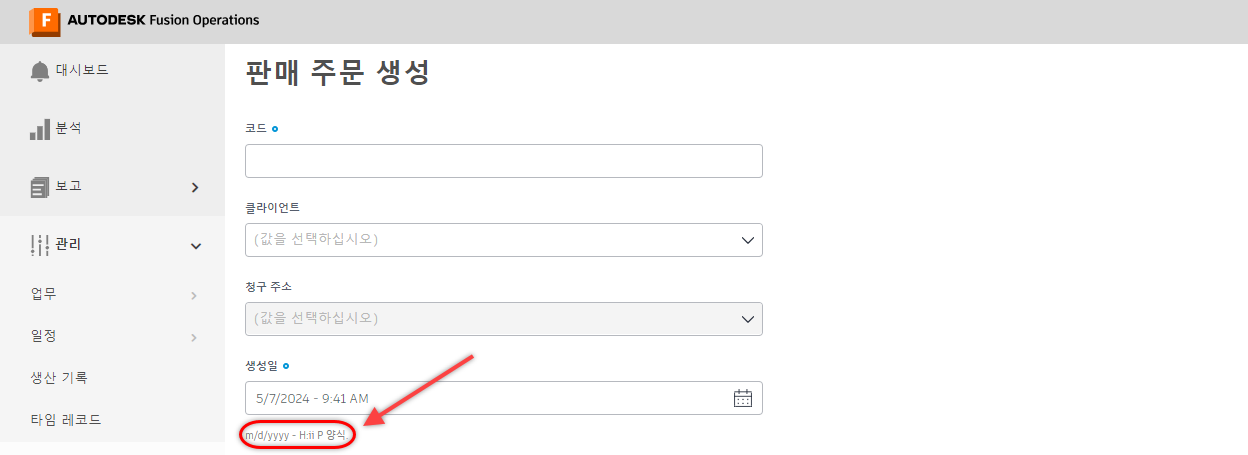 F AUTODESK Fusion Operations
대시보드
분석
보고
관리
업무
일정
생산 기록
타임 레코드
판매 주문 생성
코드
클라이언트
(값을 선택하십시오)
청구 주소
(값을 선택하십시오)
생성일
5/7/2024 - 9:41 AM
m/d/yyyy - H:ii P 양식.